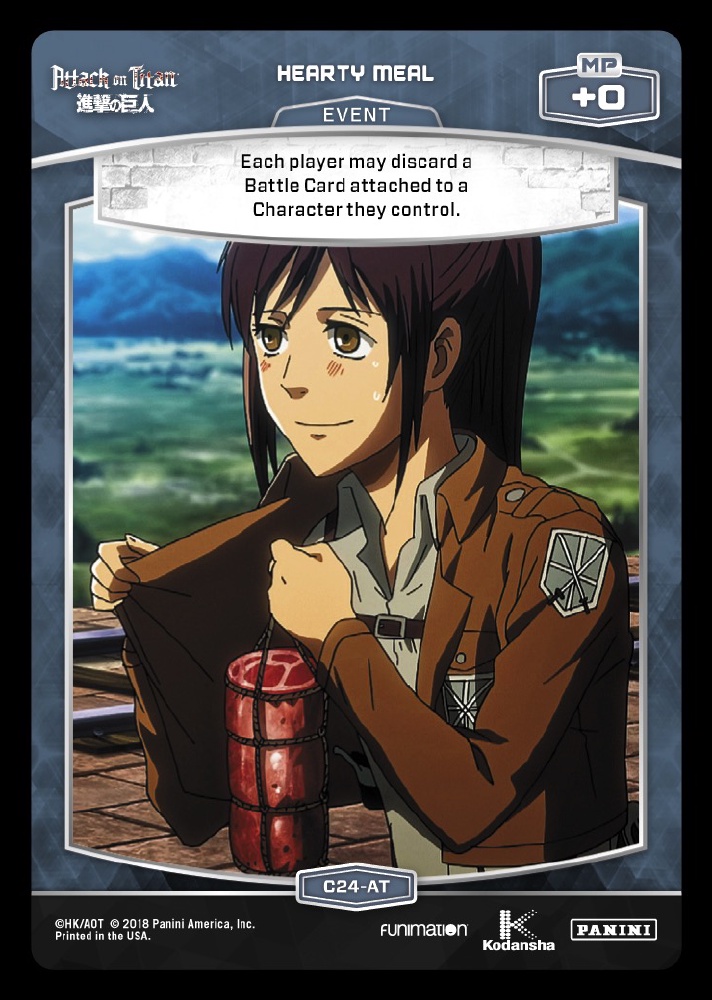 Attack on Titan
進撃の巨人
HEARTY MEAL
MP
+0
EVENT
Each player may discard a
Battle Card attached to a
Character they control.
C24-AT
©HK/AOT © 2018 Panini America, Inc.
Printed in the USA.
FUNIMATION
Kodansha
PANINI